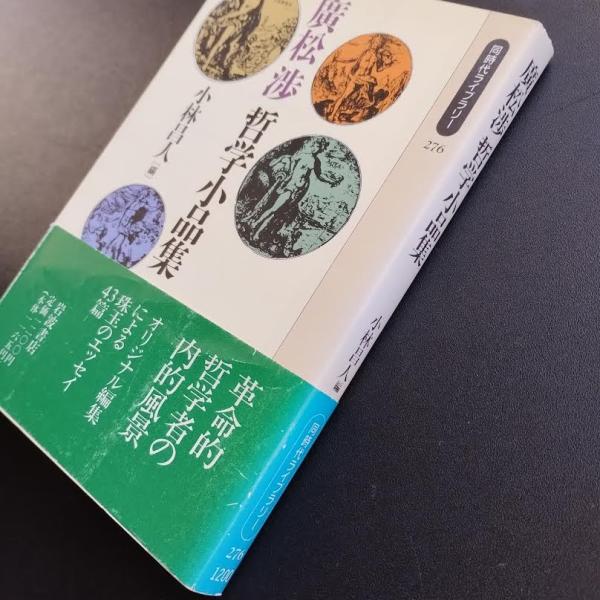 廣松渉
哲学小品集
小林昌人[編]
革命的
哲学者の
内的風景
オリジナル編集
による
珠玉のエッセイ
43篇
岩波書店
同時代ライブラリー
276
廣松渉 哲学小品集
小林昌人 編
同時代ライブラリー
276
1200